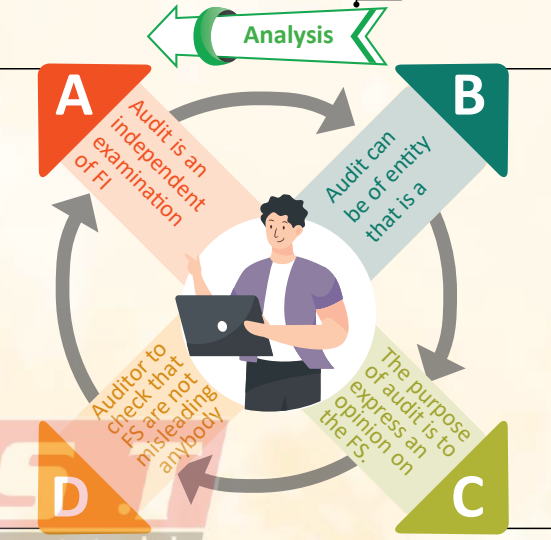 Analysis
A
Audit is an
independent
examination
of FI
B
Audit can
be of entity
that is a
C
The purpose
of audit is to
express an
opinion on
the FS.
D
Auditor to
check that
FS are not
misleading
anybody